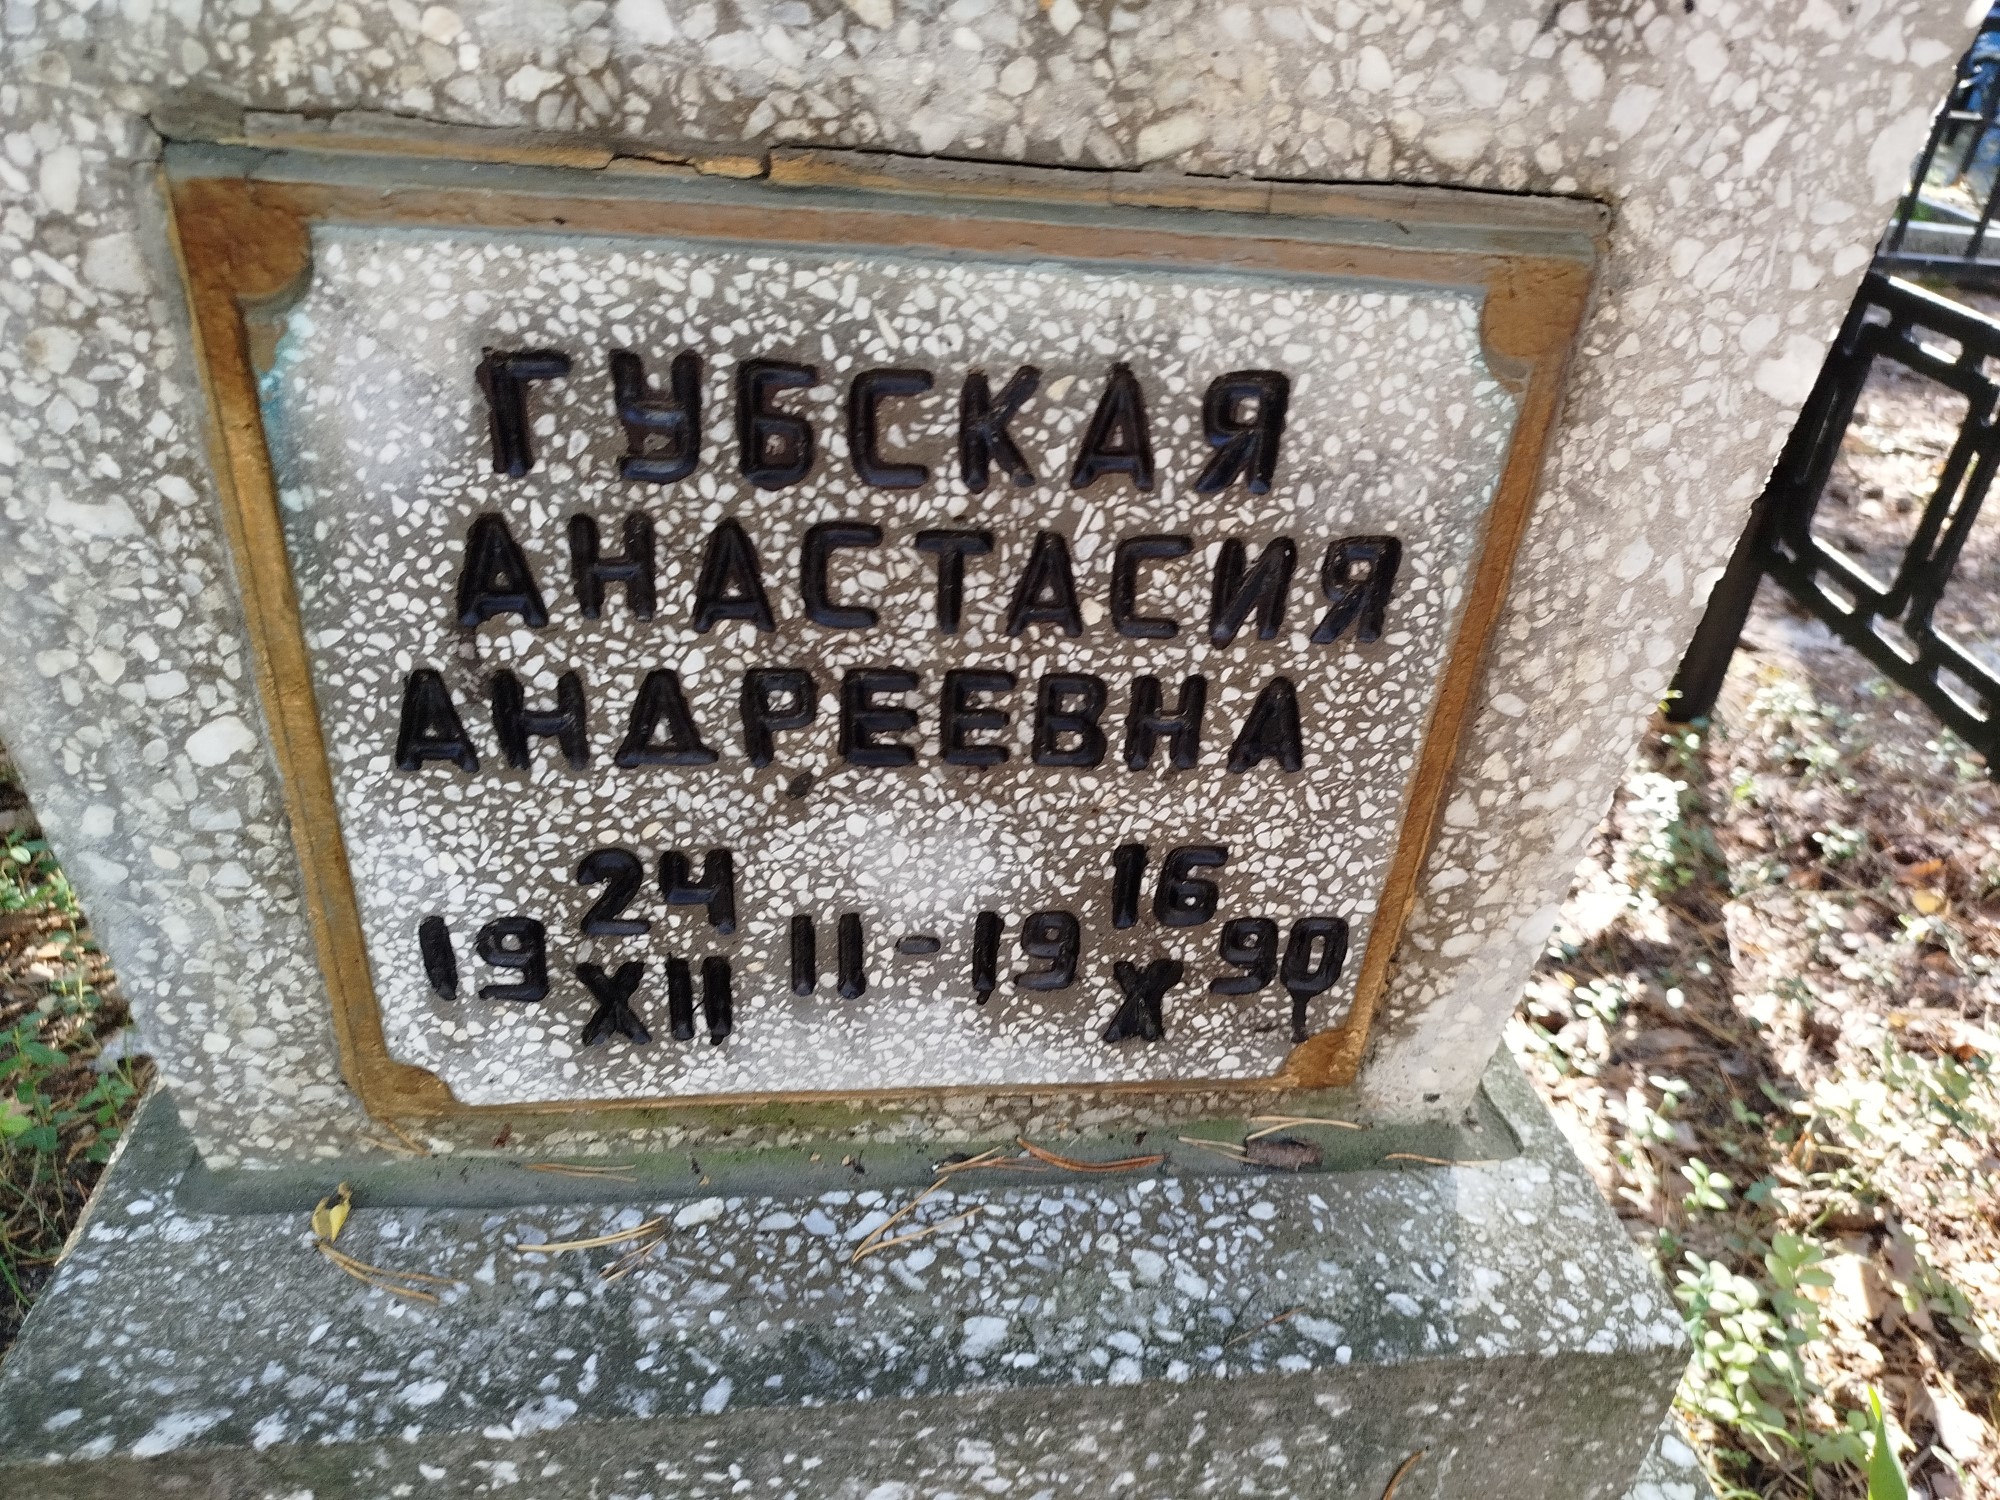 ГУБСКАЯ
АНАСТАСИЯ
АНДРЕЕВНА
19 24 XII 11 - 19 16 X 90